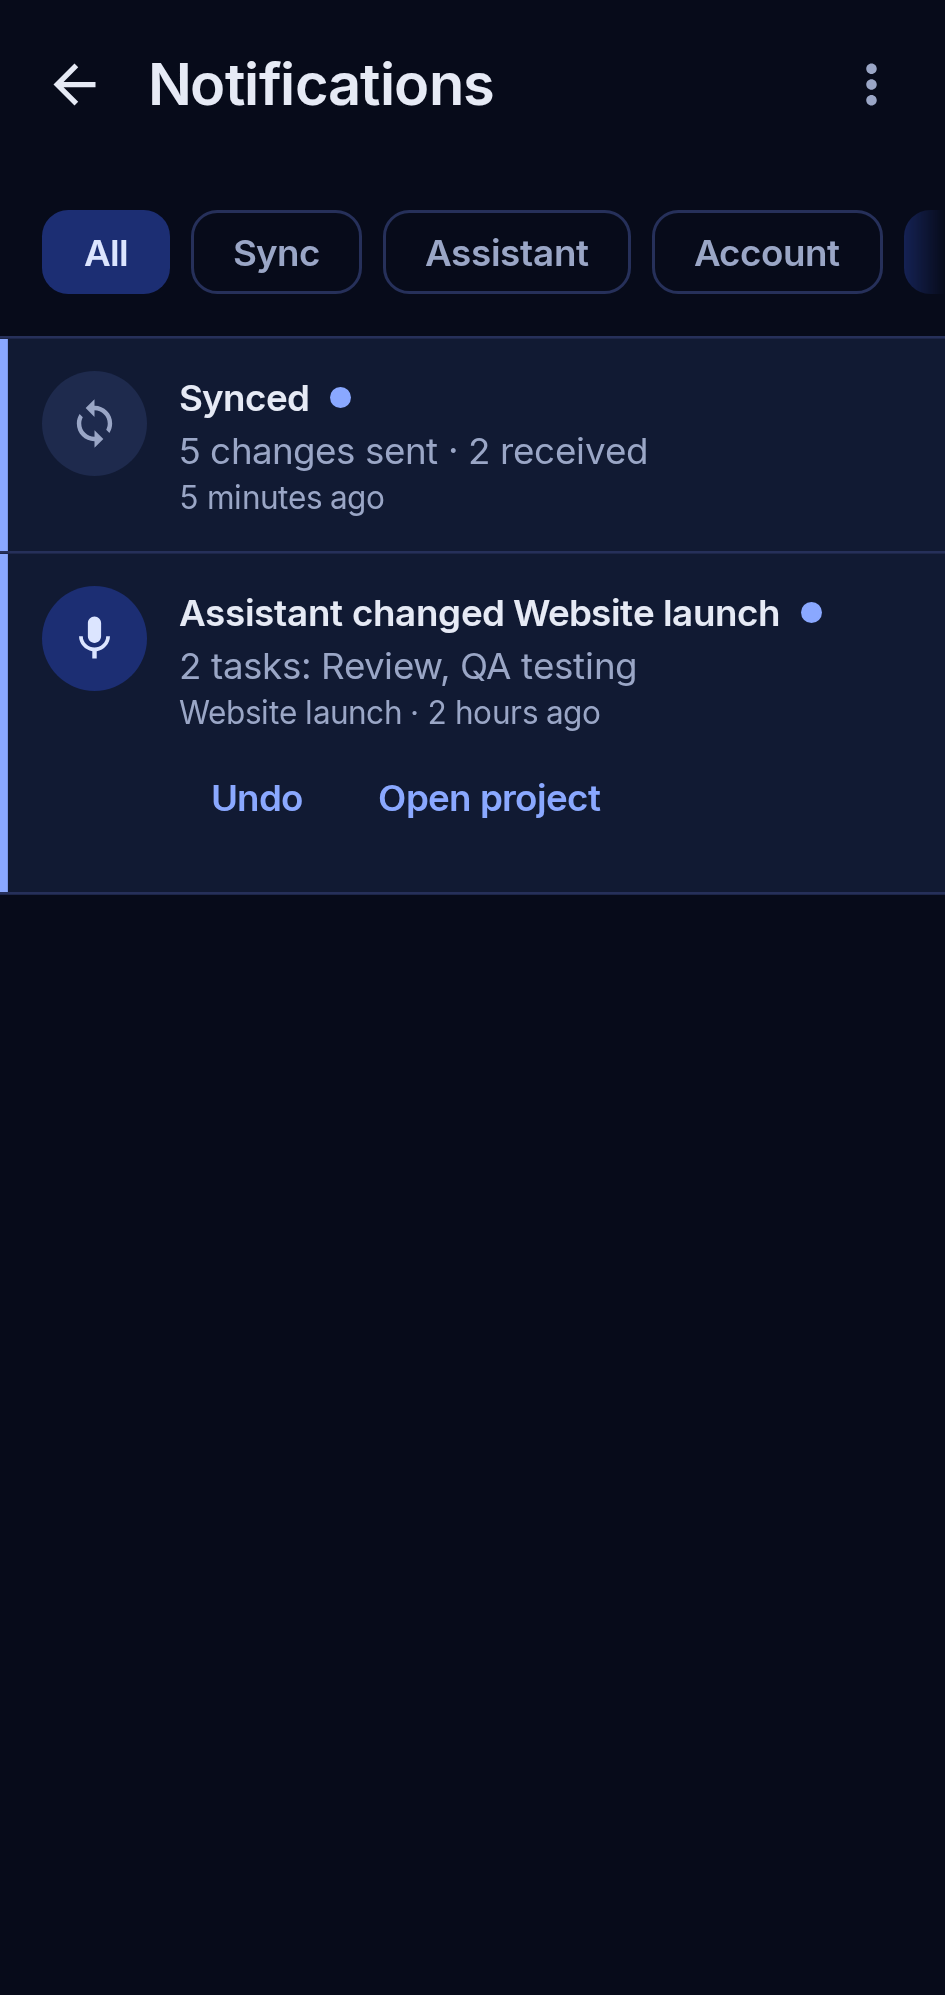 Notifications
All Sync Assistant Account
Synced
5 changes sent · 2 received
5 minutes ago
Assistant changed Website launch
2 tasks: Review, QA testing
Website launch · 2 hours ago
Undo Open project